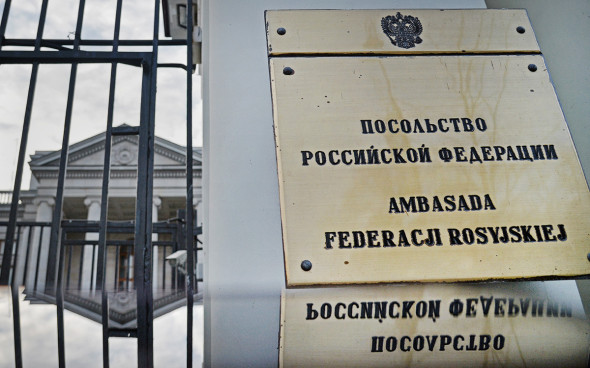 ПОСОЛЬСТВО
РОССИЙСКОЙ ФЕДЕРАЦИИ
AMBASADA
FEDERACJI ROSYJSKIEJ